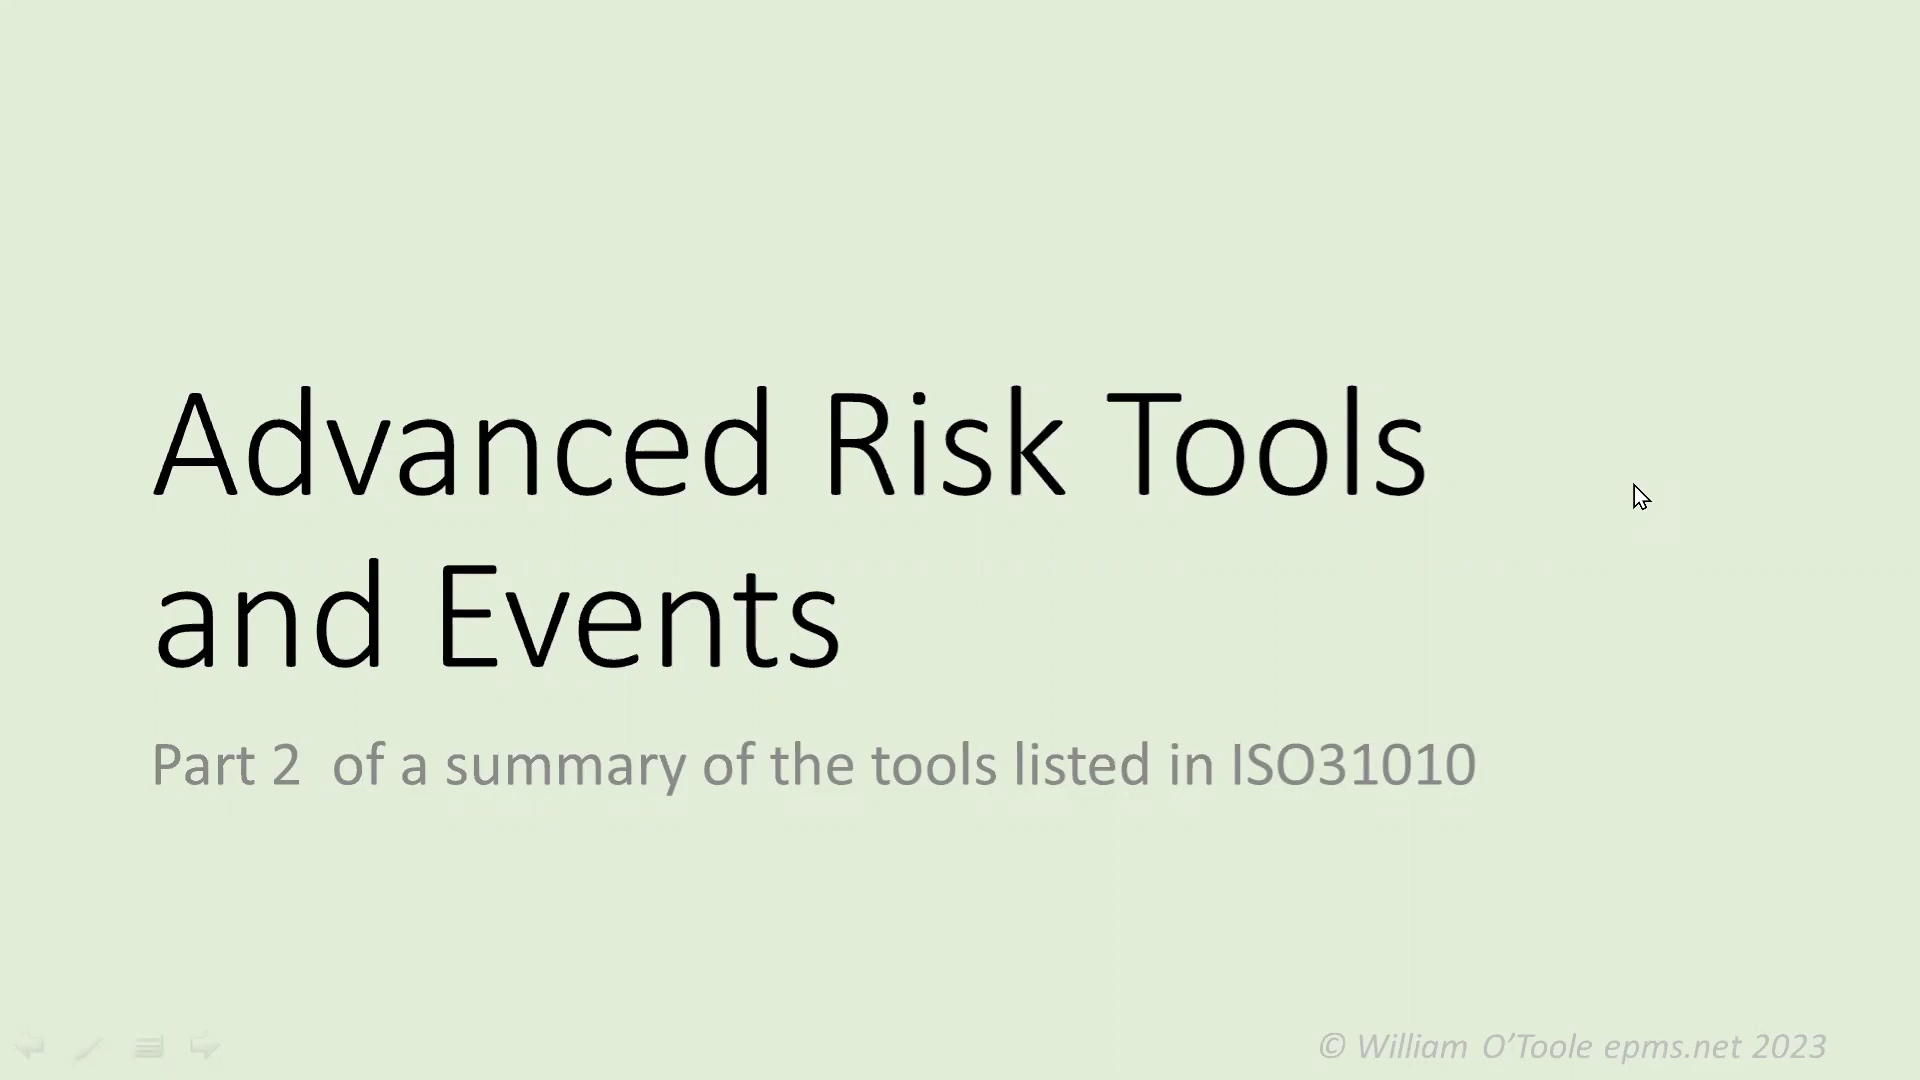 Advanced Risk Tools
and Events
Part 2  of a summary of the tools listed in ISO31010
© William O’Toole epms.net 2023